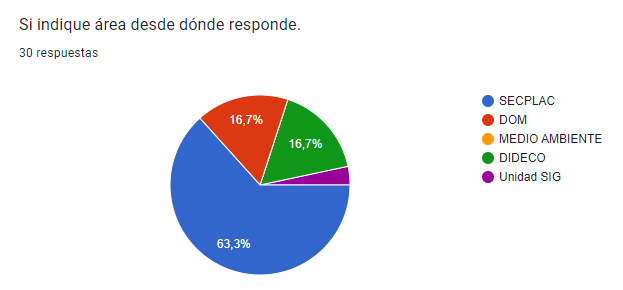 Si indique área desde dónde responde.
30 respuestas
SECPLAC
DOM
MEDIO AMBIENTE
DIDECO
Unidad SIG
16,7%
16,7%
63,3%